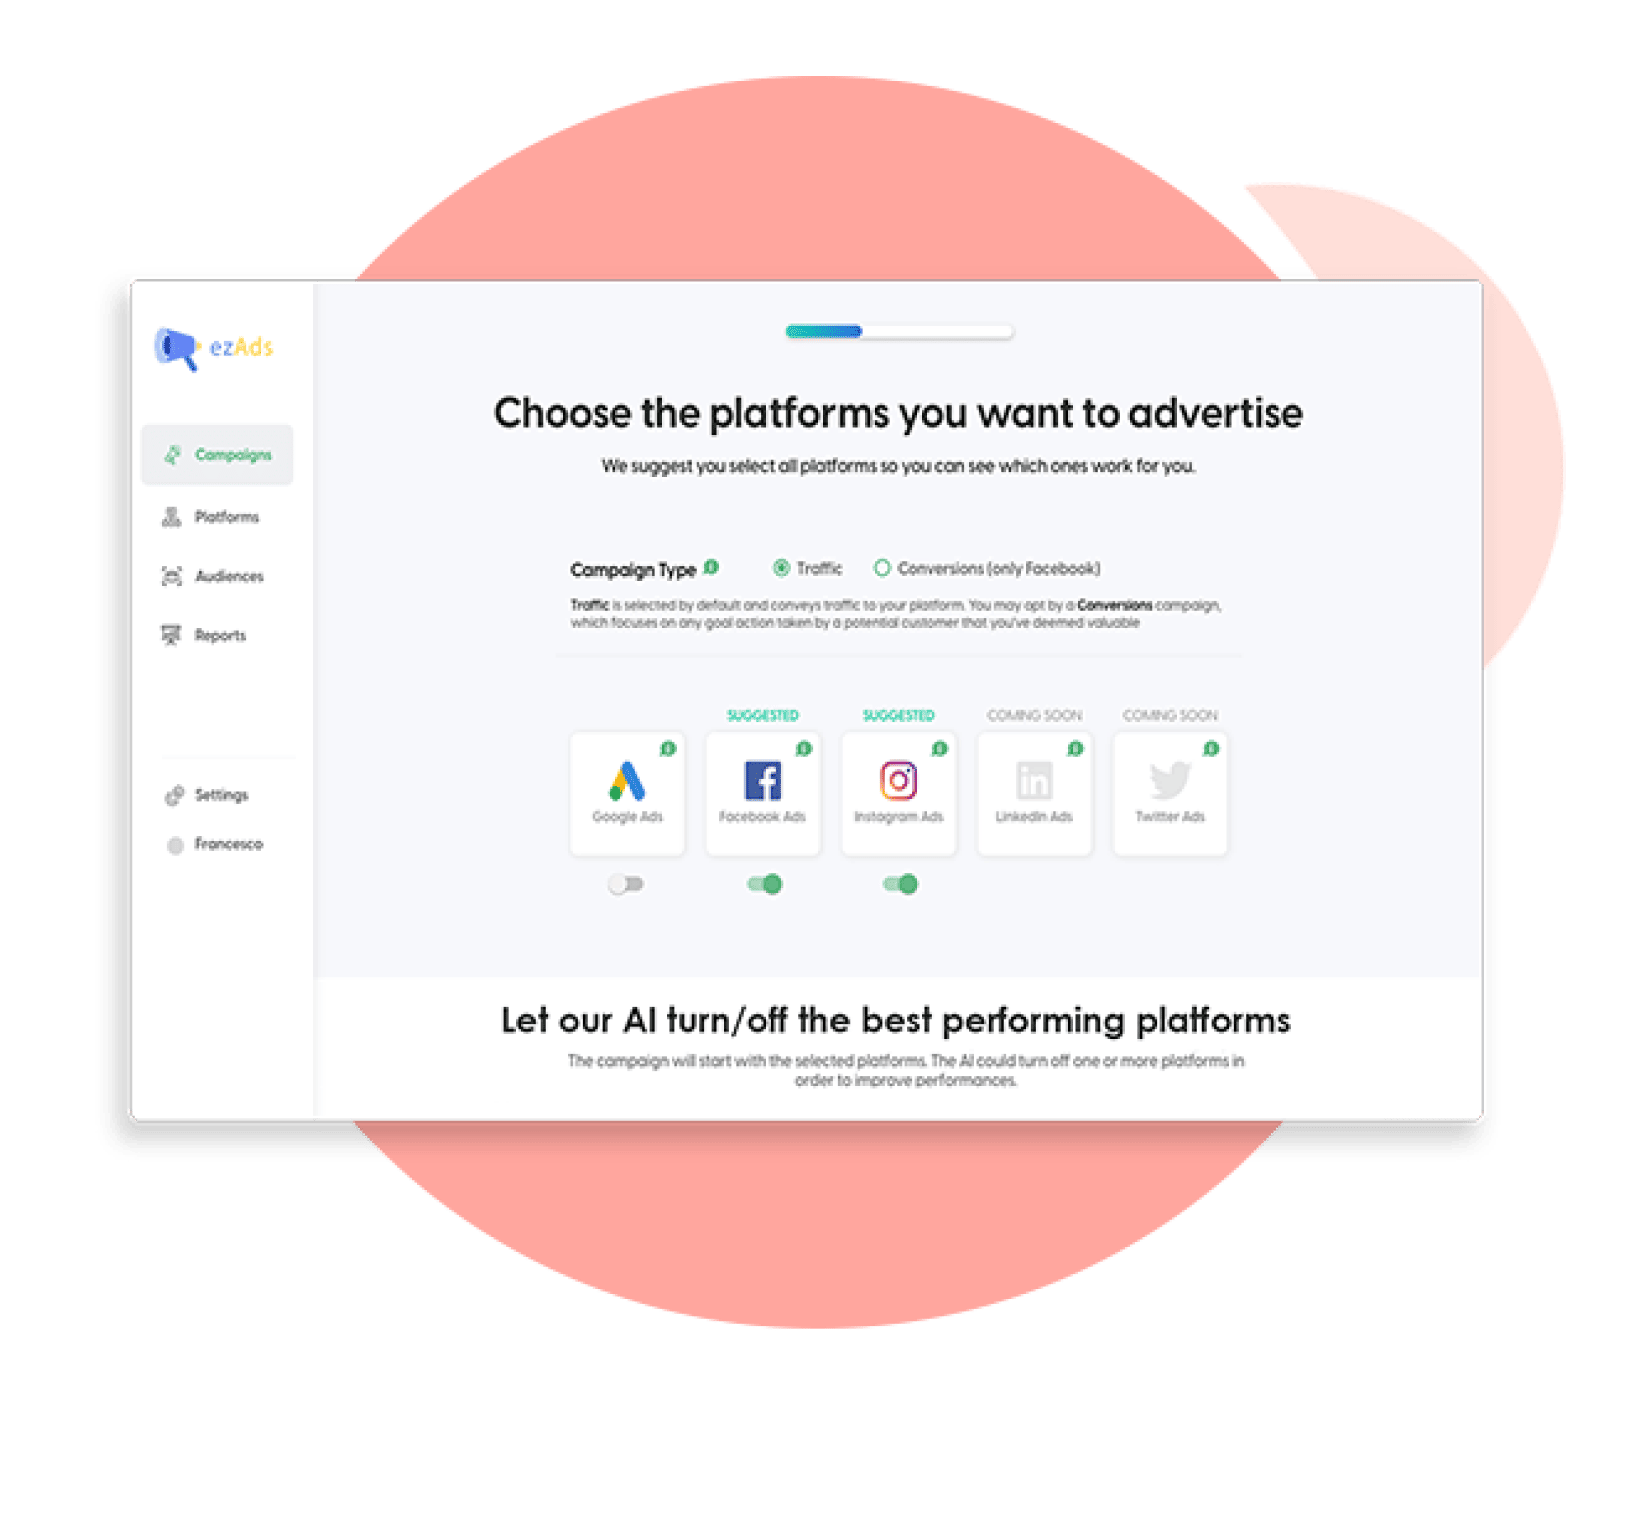 ezAds
Campaigns
Platforms
Audiences
Reports
Settings
Francesco
Choose the platforms you want to advertise
We suggest you select all platforms so you can see which ones work for you.
Campaign Type Traffic Conversions (only Facebook)
Traffic is selected by default and conveys traffic to your platform. You may opt by a Conversions campaign,
which focuses on any goal action taken by a potential customer that you've deemed valuable
SUGGESTED SUGGESTED COMING SOON COMING SOON
Google Ads Facebook Ads Instagram Ads LinkedIn Ads Twitter Ads
Let our AI turn/off the best performing platforms
The campaign will start with the selected platforms. The AI could turn off one or more platforms in
order to improve performances.